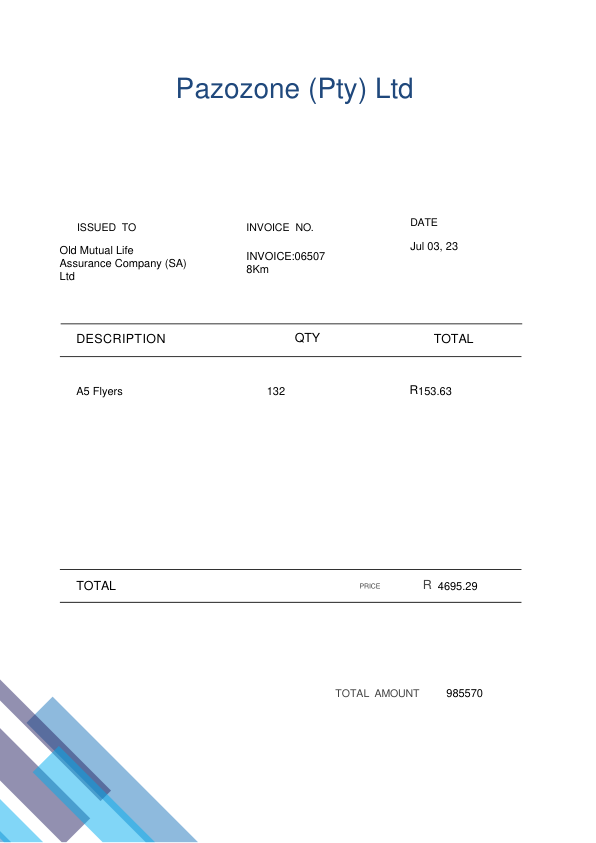 Pazozone (Pty) Ltd
ISSUED TO
Old Mutual Life
Assurance Company (SA)
Ltd
INVOICE NO.
INVOICE:06507
8Km
DATE
Jul 03, 23
DESCRIPTION QTY TOTAL
A5 Flyers 132 R153.63
TOTAL PRICE R 4695.29
TOTAL AMOUNT 985570